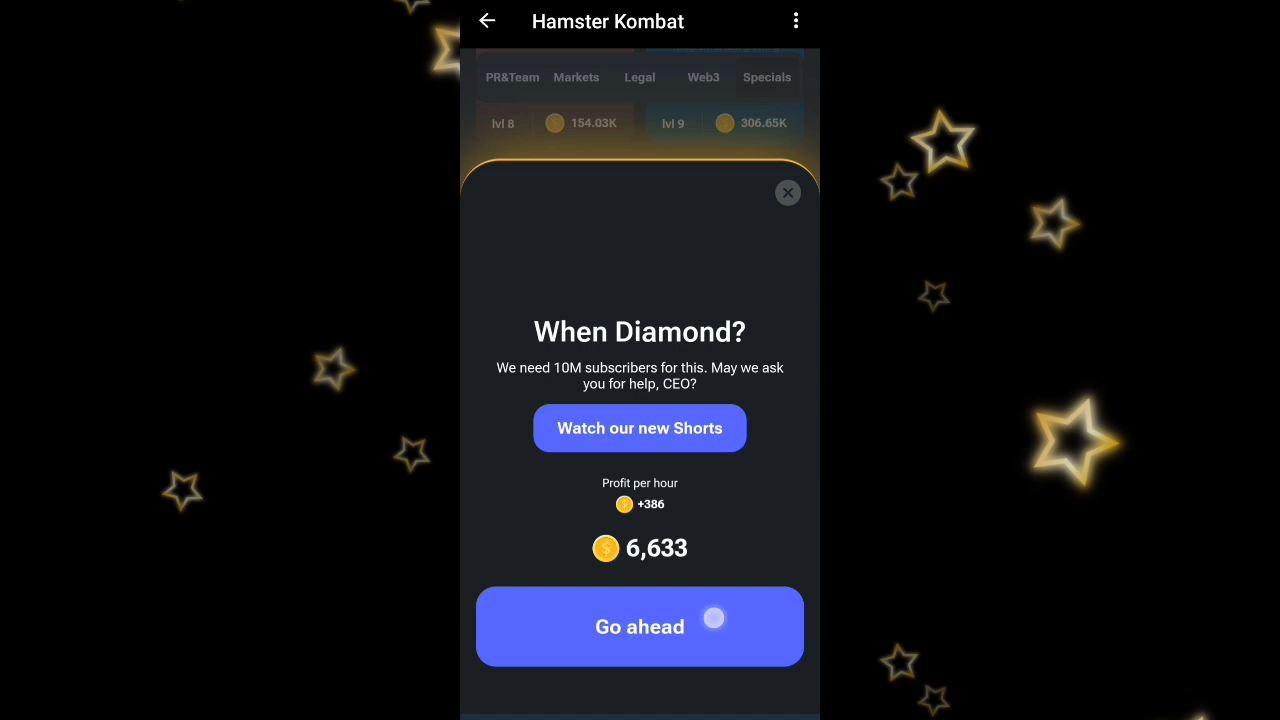 Hamster Kombat
PR&Team Markets Legal Web3 Specials
lvl 8 154.03K lvl 9 306.65K
When Diamond?
We need 10M subscribers for this. May we ask
you for help, CEO?
Watch our new Shorts
Profit per hour
+386
6,633
Go ahead